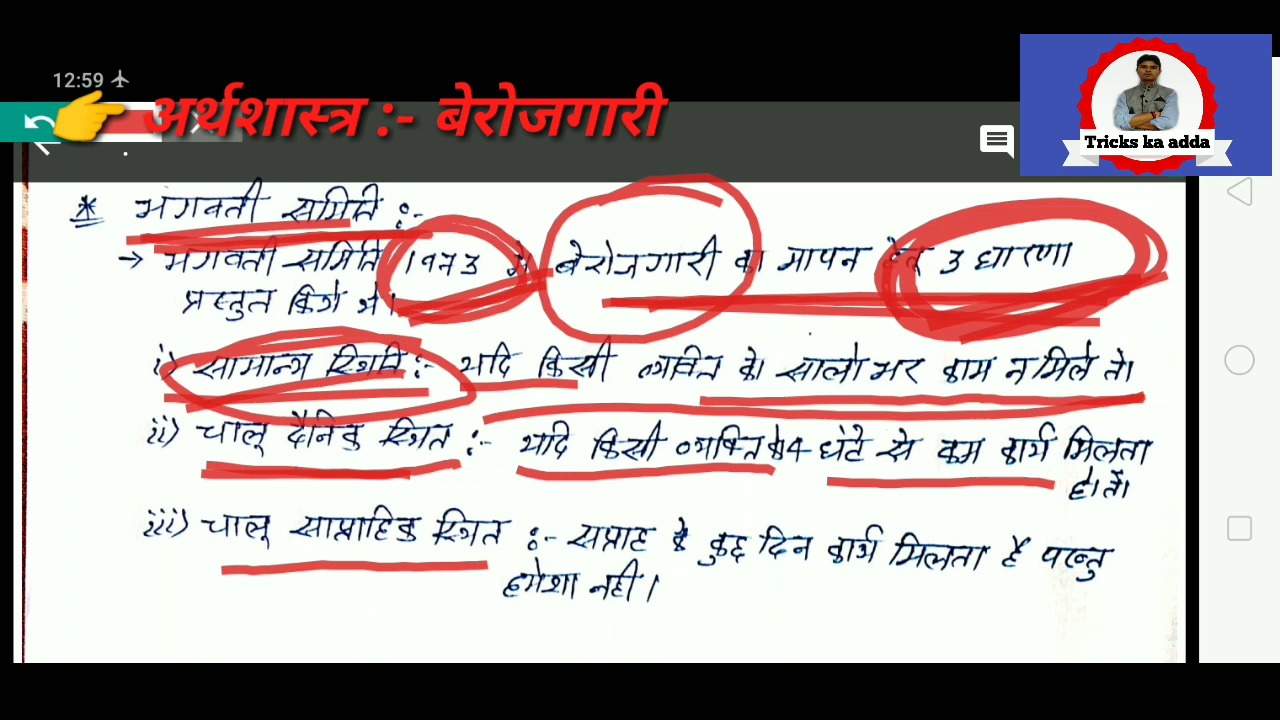 12:59
अर्थशास्त्र :- बेरोजगारी
Tricks ka adda
* भगवती समिति :-
→ भगवती समिति 1973 मे बेरोजगारी का मापन हेतू 3 धारणा
प्रस्तुत किये थे।
i) सामान्य स्थिति :- यदि किसी व्यक्ति को सालो भर काम न मिले तो।
ii) चालू दैनिक स्थित :- यदि किसी व्यक्ति को 4 घंटे से कम कार्य मिलता
हो तो।
iii) चालू साप्ताहिक स्थित :- सप्ताह के कुछ दिन कार्य मिलता है परन्तु
हमेशा नही।